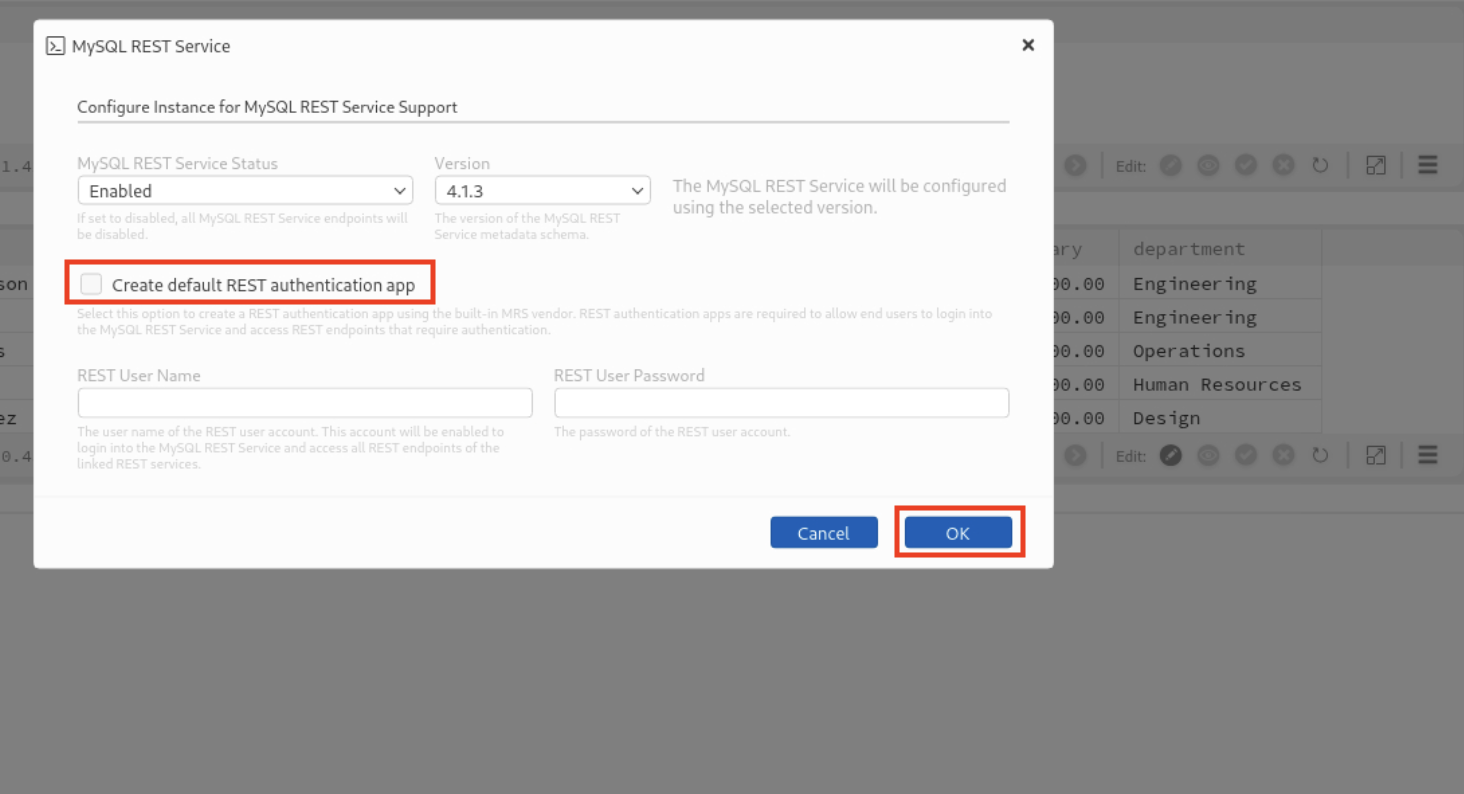 MySQL REST Service
Configure Instance for MySQL REST Service Support
MySQL REST Service Status
Version
Enabled
4.1.3
The MySQL REST Service will be configured
using the selected version.
If set to disabled, all MySQL REST Service endpoints will
be disabled.
The version of the MySQL REST
Service metadata schema.
Create default REST authentication app
Select this option to create a REST authentication app using the built-in MRS vendor. REST authentication apps are required to allow end users to login into
the MySQL REST Service and access REST endpoints that require authentication.
REST User Name
REST User Password
The user name of the REST user account. This account will be enabled to
login into the MySQL REST Service and access all REST endpoints of the
linked REST services.
The password of the REST user account.
Cancel
OK
1.4
Edit:
ary
department
son
00.00
Engineering
00.00
Engineering
s
00.00
Operations
00.00
Human Resources
ez
00.00
Design
0.4
Edit: